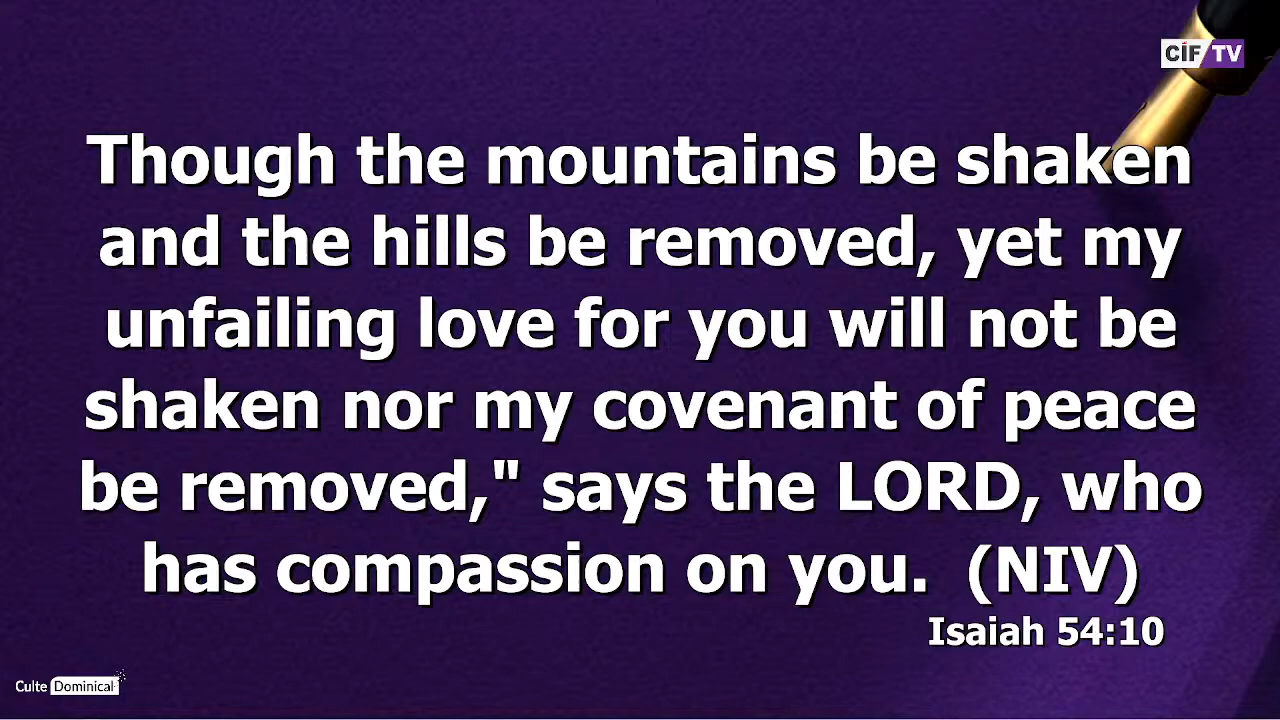 CIF TV
Though the mountains be shaken
and the hills be removed, yet my
unfailing love for you will not be
shaken nor my covenant of peace
be removed," says the LORD, who
has compassion on you.  (NIV)
Isaiah 54:10
Culte Dominical